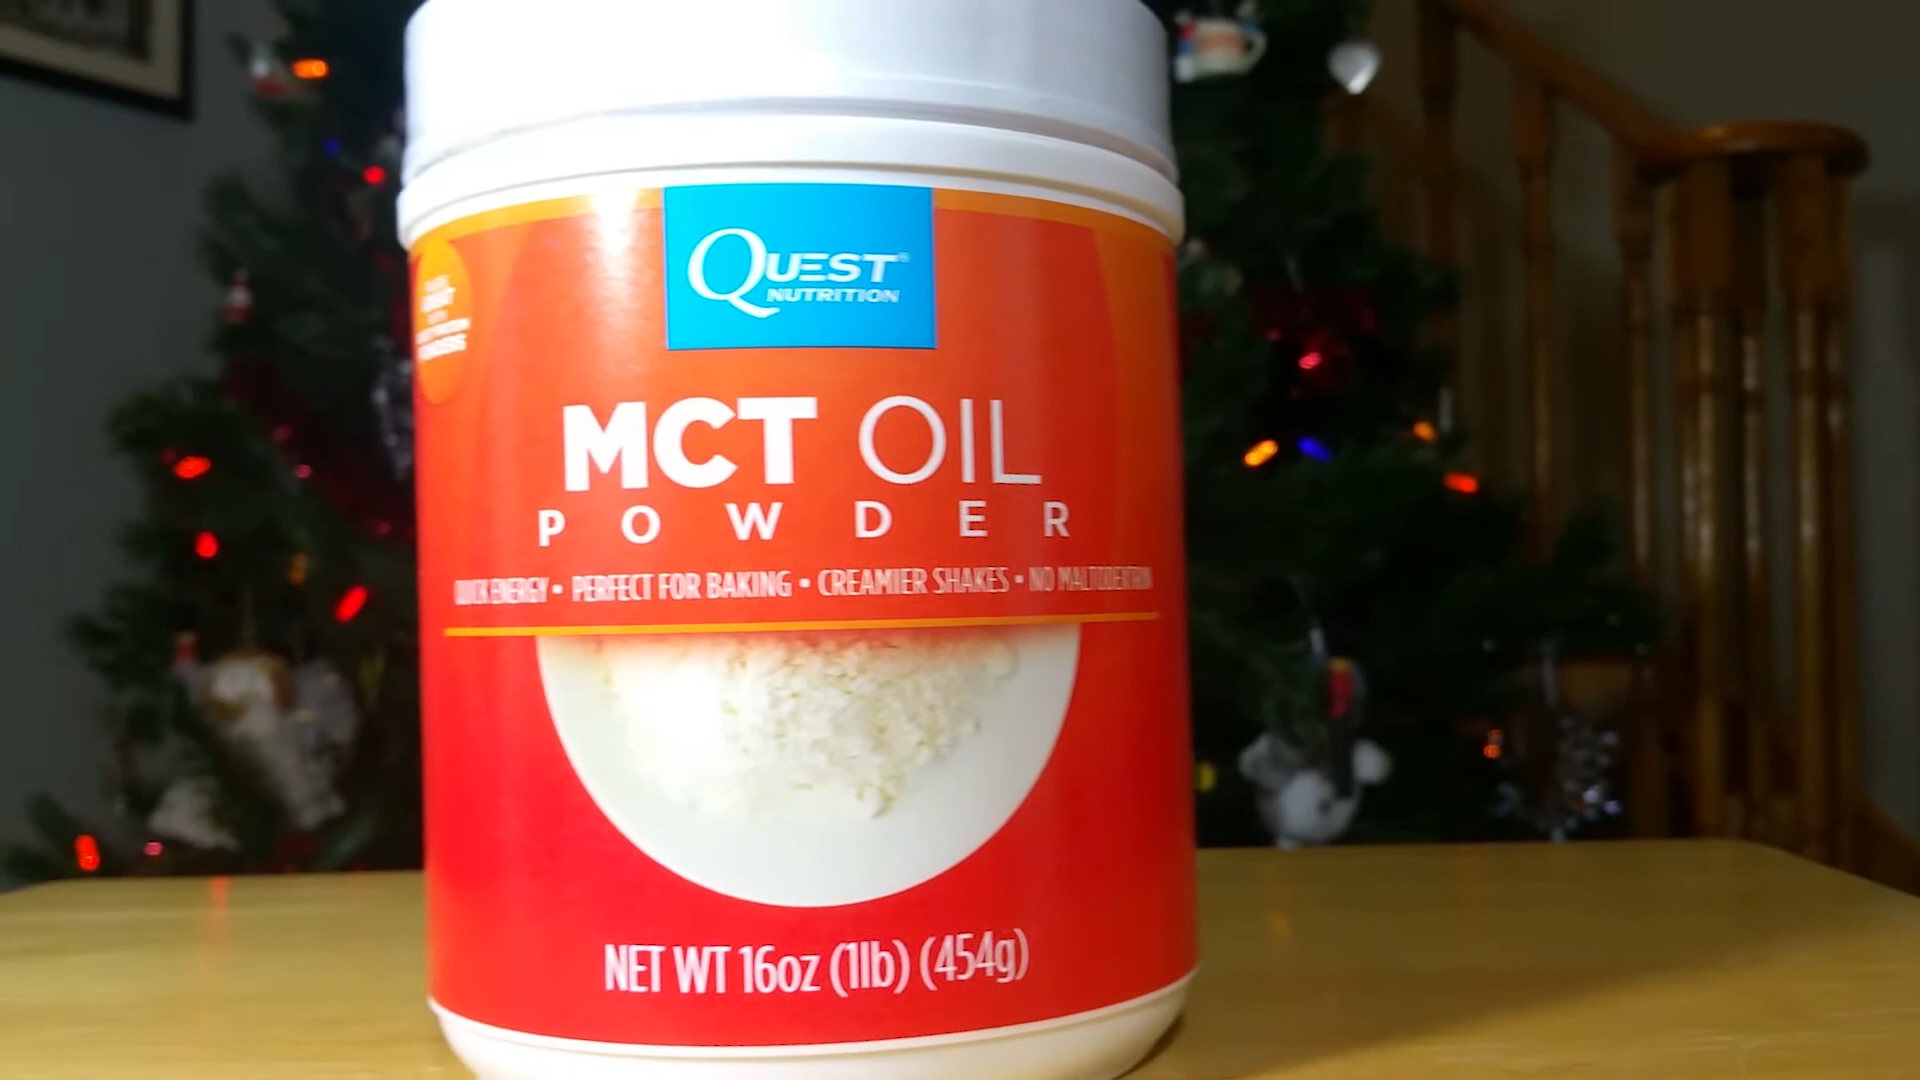 QUEST®
NUTRITION
MCT OIL
POWDER
QUICK ENERGY • PERFECT FOR BAKING • CREAMIER SHAKES • NO MALTODEXTRIN
NET WT 16oz (1lb) (454g)